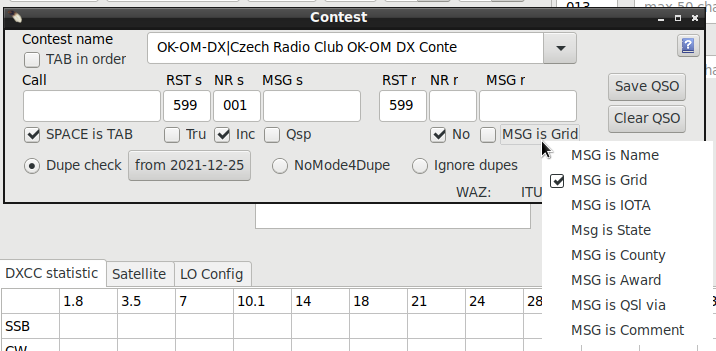 013
max 50 cha
Contest
Contest name
TAB in order
OK-OM-DX|Czech Radio Club OK-OM DX Conte
Call RST s NR s MSG s RST r NR r MSG r
599 001 599
Save QSO
Clear QSO
SPACE is TAB Tru Inc Qsp No MSG is Grid
Dupe check from 2021-12-25 NoMode4Dupe Ignore dupes
WAZ: ITU
MSG is Name
MSG is Grid
MSG is IOTA
Msg is State
MSG is County
MSG is Award
MSG is QSl via
MSG is Comment
DXCC statistic Satellite LO Config
1.8 3.5 7 10.1 14 18 21 24 28
SSB
CW